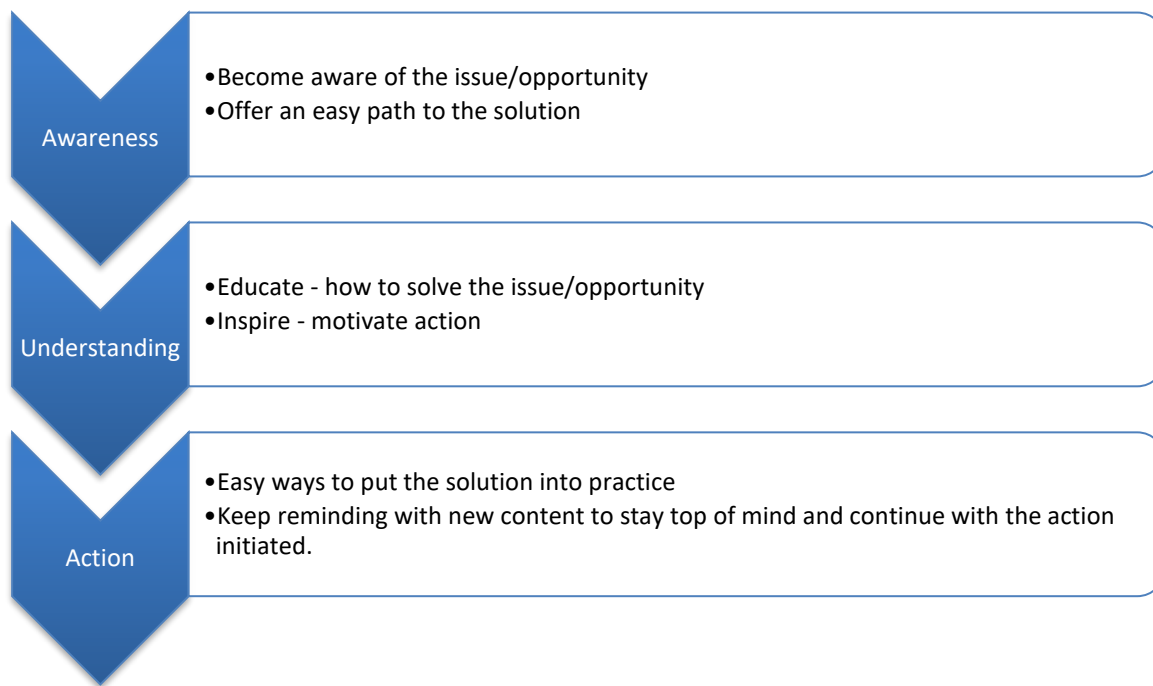 Awareness
•Become aware of the issue/opportunity
•Offer an easy path to the solution
Understanding
•Educate - how to solve the issue/opportunity
•Inspire - motivate action
Action
•Easy ways to put the solution into practice
•Keep reminding with new content to stay top of mind and continue with the action
initiated.